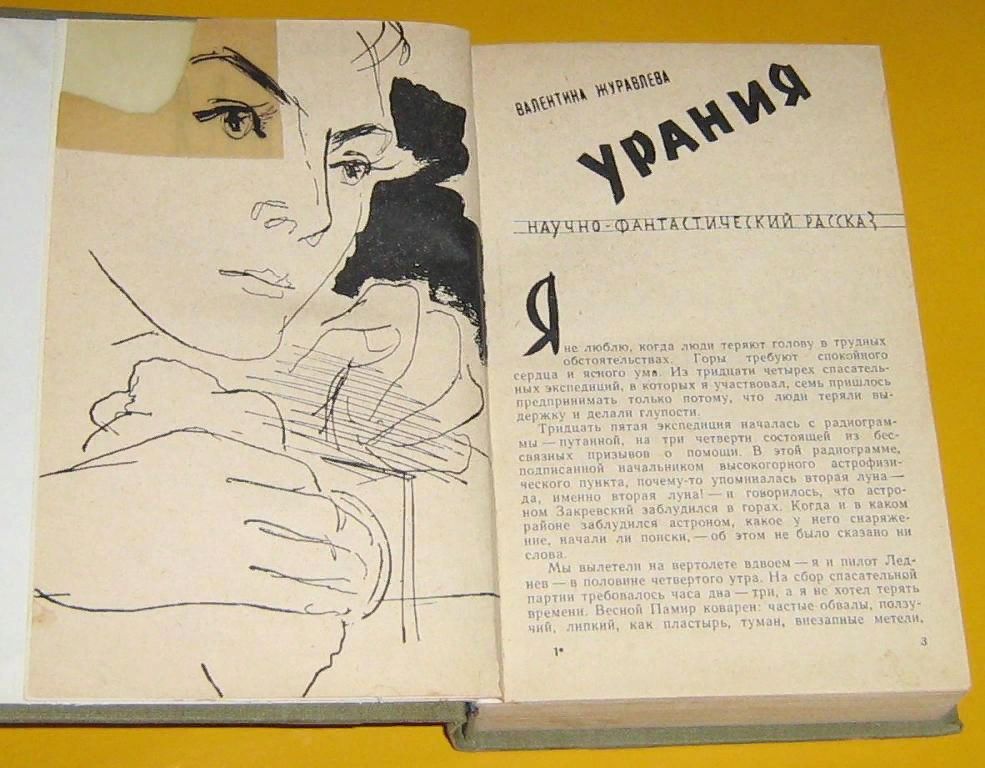 ВАЛЕНТИНА ЖУРАВЛЕВА
УРАНИЯ
НАУЧНО-ФАНТАСТИЧЕСКИЙ РАССКАЗ
Я не люблю, когда люди теряют голову в трудных
обстоятельствах. Горы требуют спокойного
сердца и ясного ума. Из тридцати четырех спасатель-
ных экспедиций, в которых я участвовал, семь пришлось
предпринимать только потому, что люди теряли вы-
держку и делали глупости.
Тридцать пятая экспедиция началась с радиограм-
мы — путанной, на три четверти состоящей из бес-
связных призывов о помощи. В этой радиограмме,
подписанной начальником высокогорного астрофизи-
ческого пункта, почему-то упоминалась вторая луна —
да, именно вторая луна! — и говорилось, что астро-
ном Закревский заблудился в горах. Когда и в каком
районе заблудился астроном, какое у него снаряже-
ние, начали ли поиски, — об этом не было сказано ни
слова.
Мы вылетели на вертолете вдвоем — я и пилот Лед-
нев — в половине четвертого утра. На сбор спасательной
партии требовалось часа два — три, а я не хотел терять
времени. Весной Памир коварен: частые обвалы, ползу-
чий, липкий, как пластырь, туман, внезапные метели,
1*
3